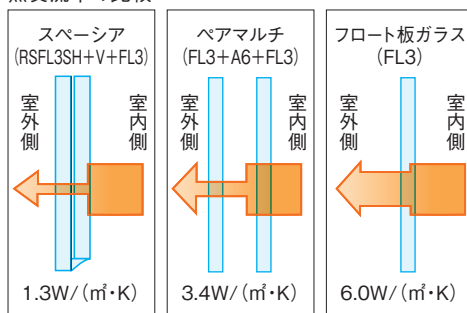 スペーシア
(RSFL3SH+V+FL3)
室外側
室内側
1.3W/(㎡·K)
ペアマルチ
(FL3+A6+FL3)
室外側
室内側
3.4W/(㎡·K)
フロート板ガラス
(FL3)
室外側
室内側
6.0W/(㎡·K)